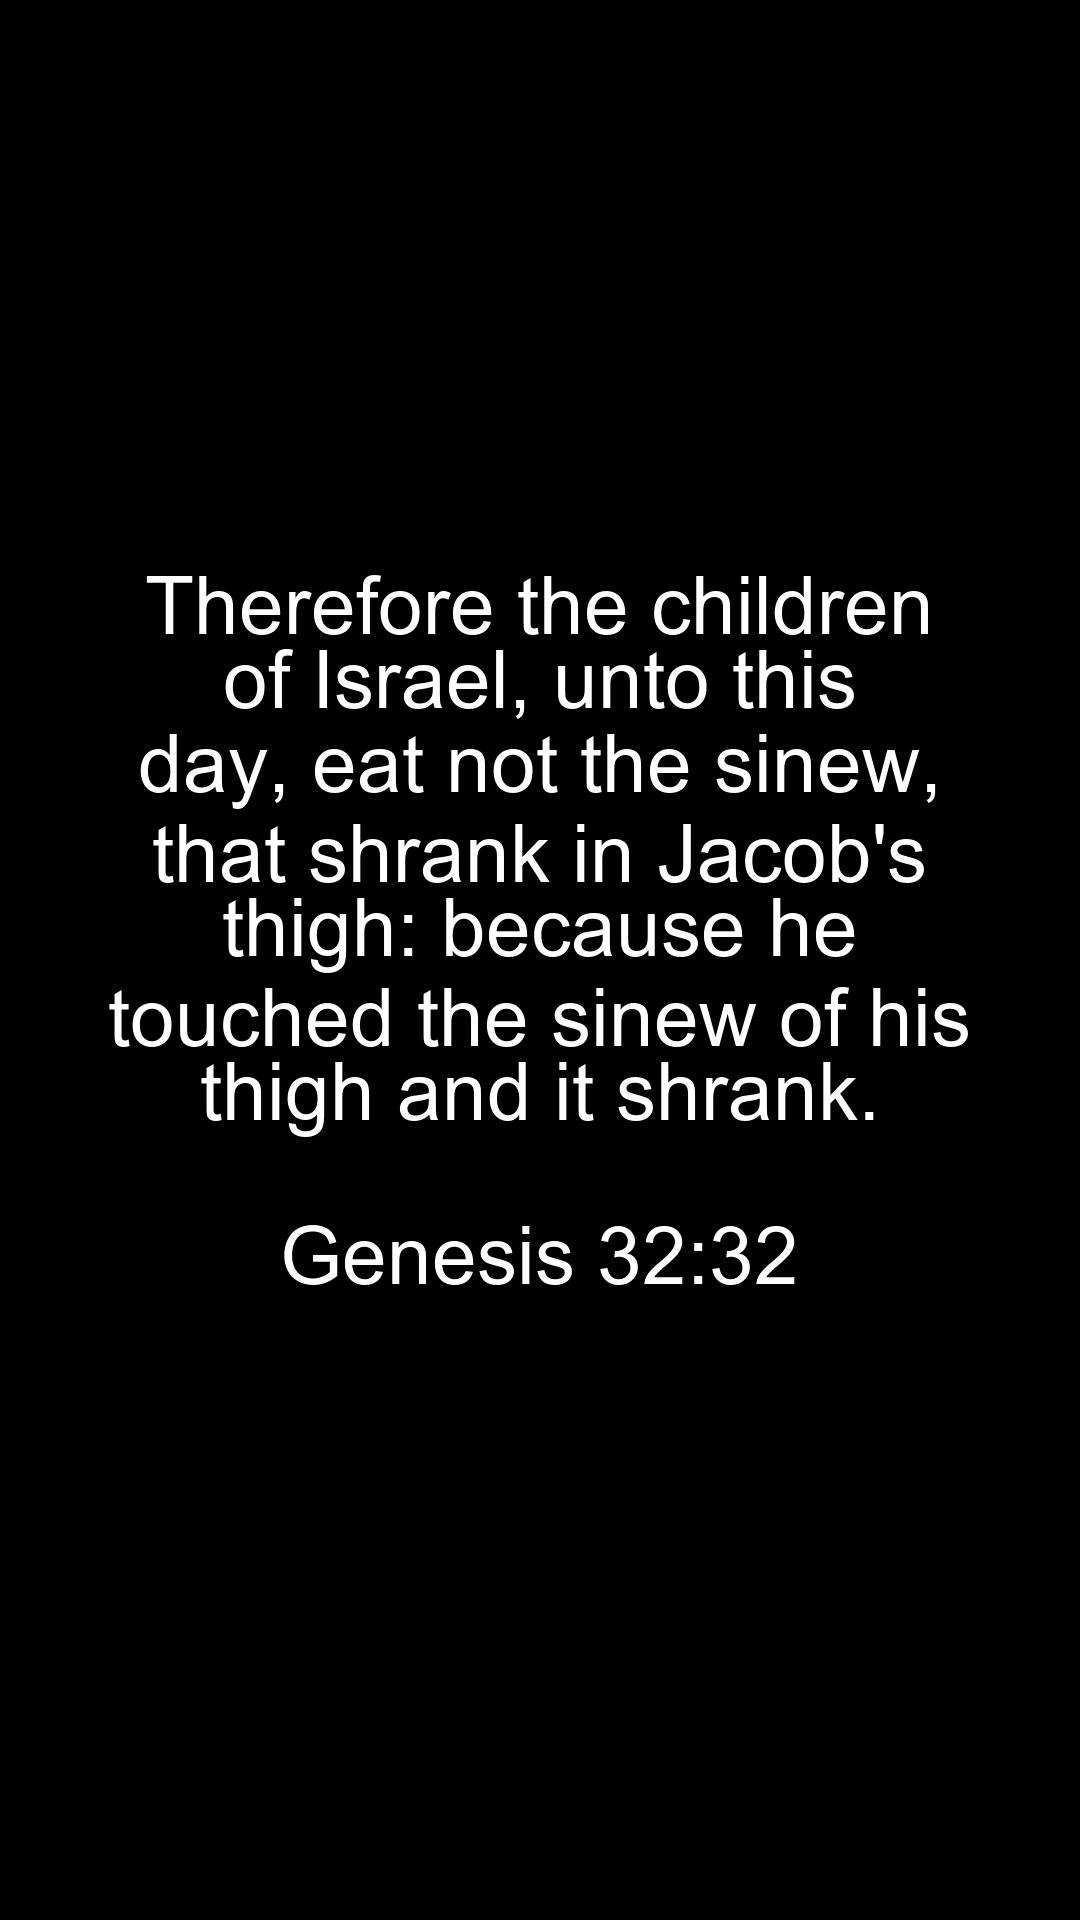 Therefore the children
of Israel, unto this
day, eat not the sinew,
that shrank in Jacob's
thigh: because he
touched the sinew of his
thigh and it shrank.
Genesis 32:32